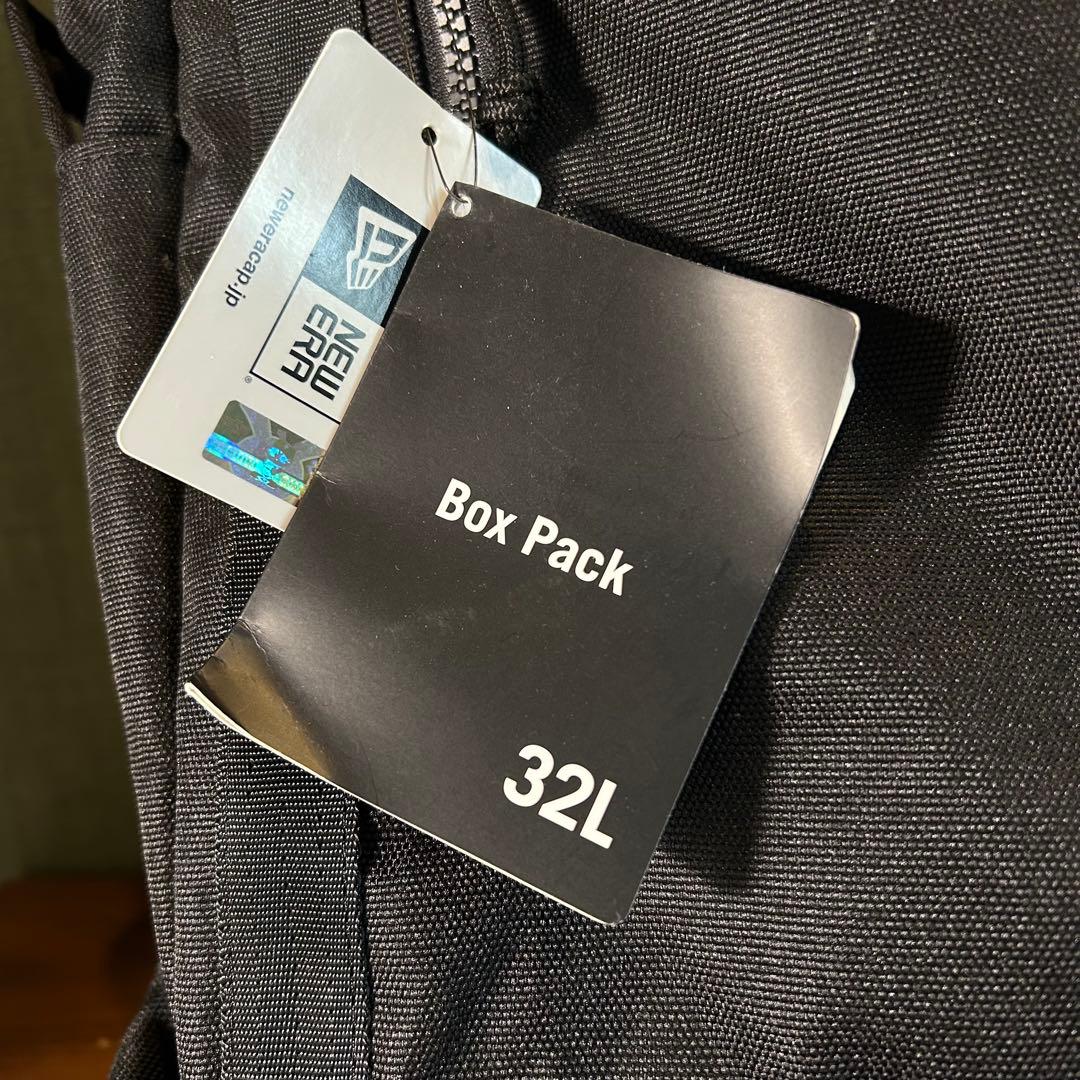 neweracap.jp
NEW
ERA
®
Box Pack
32L